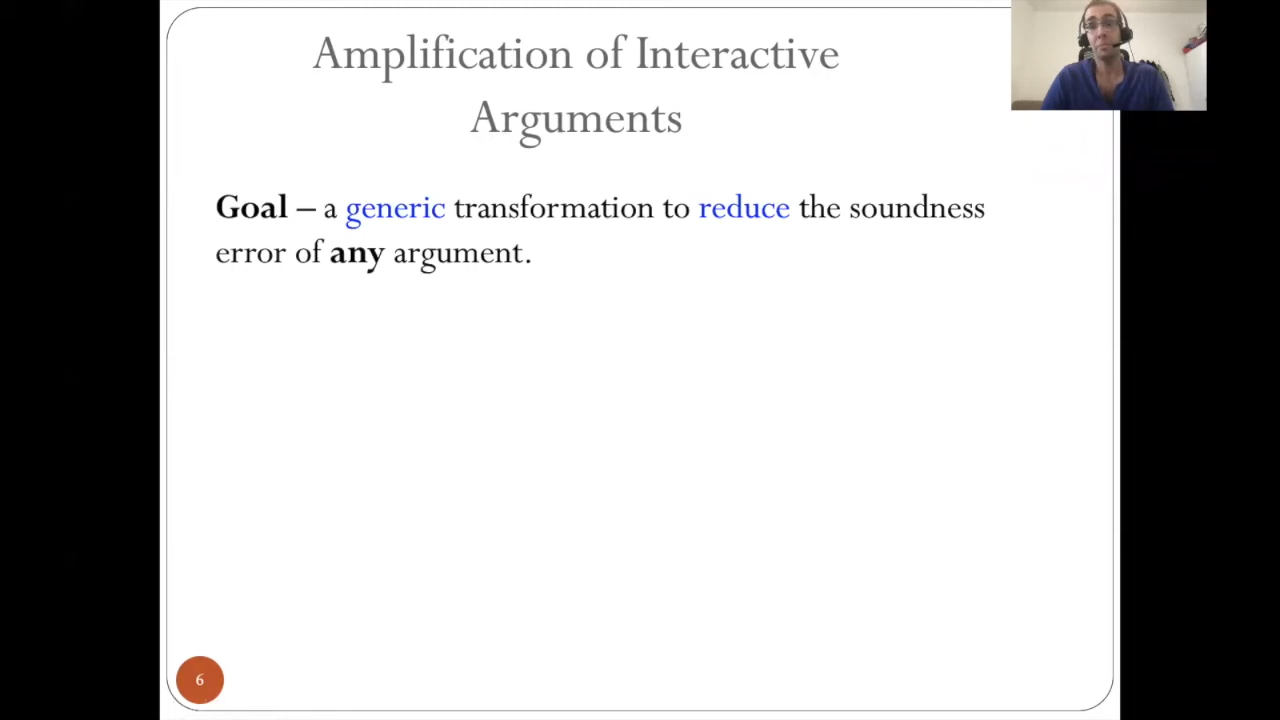 Amplification of Interactive
Arguments
Goal – a generic transformation to reduce the soundness
error of any argument.
6